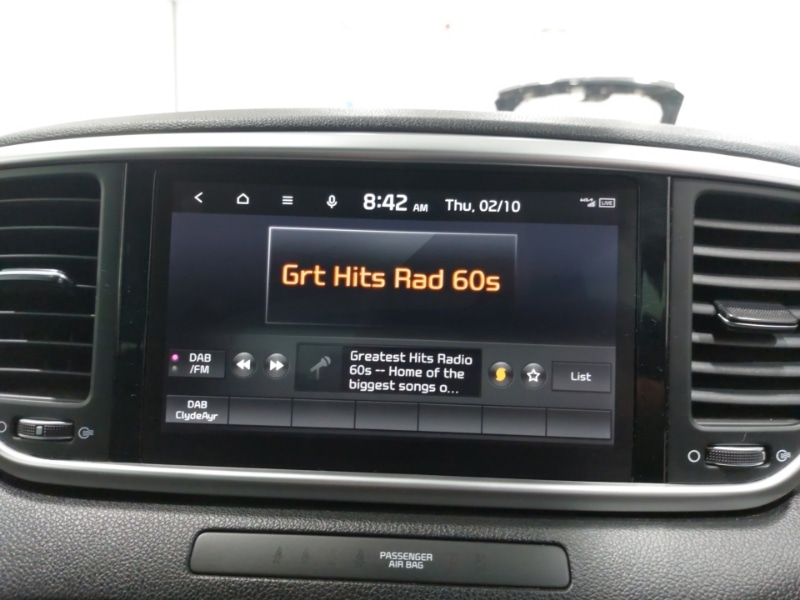 8:42 AM Thu, 02/10
LIVE
Grt Hits Rad 60s
DAB
/FM
Greatest Hits Radio
60s -- Home of the
biggest songs o...
List
DAB
ClydeAyr
PASSENGER
AIR BAG